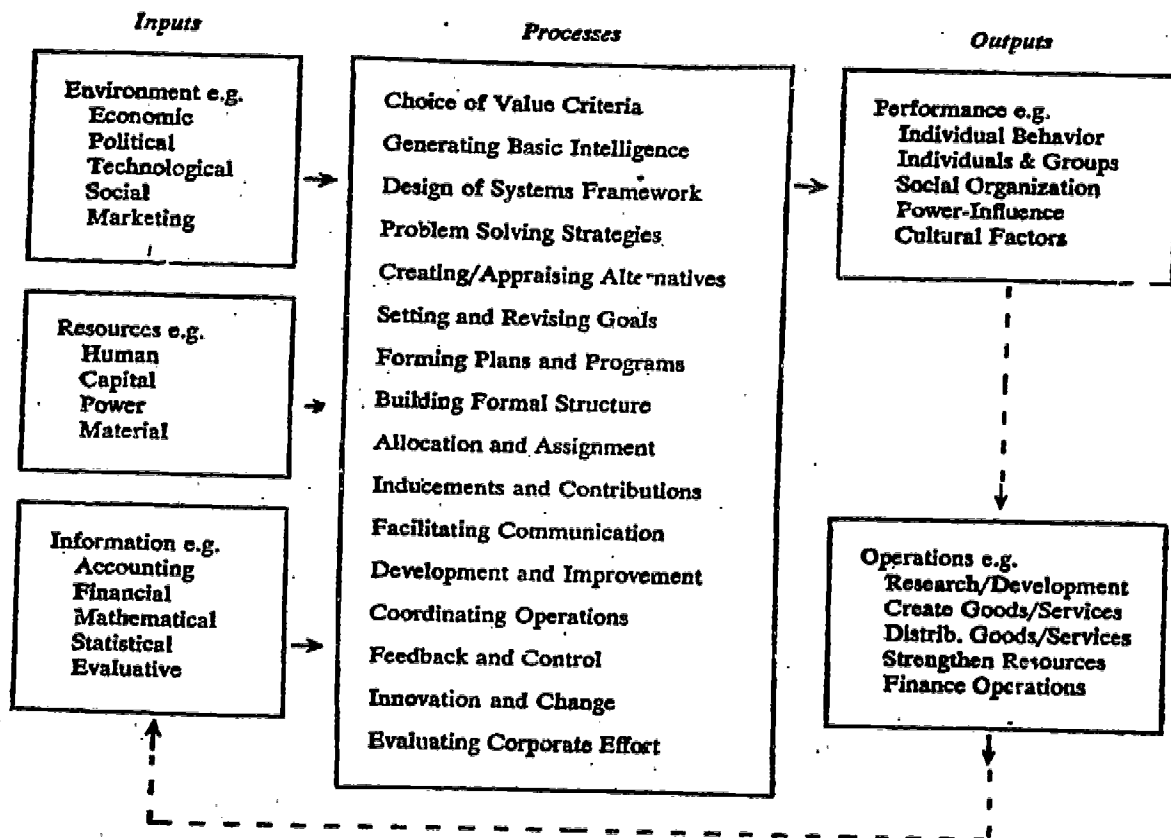 Inputs
Environment e.g.
Economic
Political
Technological
Social
Marketing
Resources e.g.
Human
Capital
Power
Material
Information e.g.
Accounting
Financial
Mathematical
Statistical
Evaluative
Processes
Choice of Value Criteria
Generating Basic Intelligence
Design of Systems Framework
Problem Solving Strategies
Creating/Appraising Alternatives
Setting and Revising Goals
Forming Plans and Programs
Building Formal Structure
Allocation and Assignment
Inducements and Contributions
Facilitating Communication
Development and Improvement
Coordinating Operations
Feedback and Control
Innovation and Change
Evaluating Corporate Effort
Outputs
Performance e.g.
Individual Behavior
Individuals & Groups
Social Organization
Power-Influence
Cultural Factors
Operations e.g.
Research/Development
Create Goods/Services
Distrib. Goods/Services
Strengthen Resources
Finance Operations